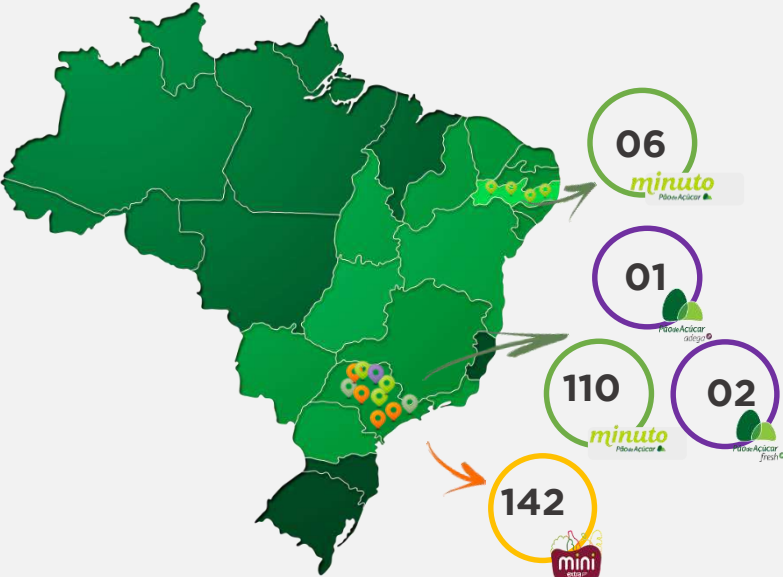 06
minuto
Pão de Açúcar
01
Pão de Açúcar
adega
110
minuto
Pão de Açúcar
02
Pão de Açúcar
fresh
142
mini
extra